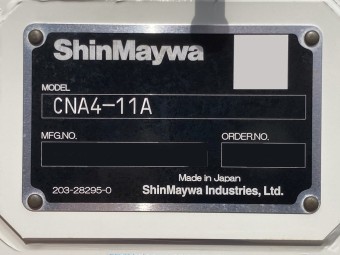 ShinMaywa
MODEL
CNA4-11A
MFG.NO. ORDER.NO.
Made in Japan
203-28295-0 ShinMaywa Industries, Ltd.